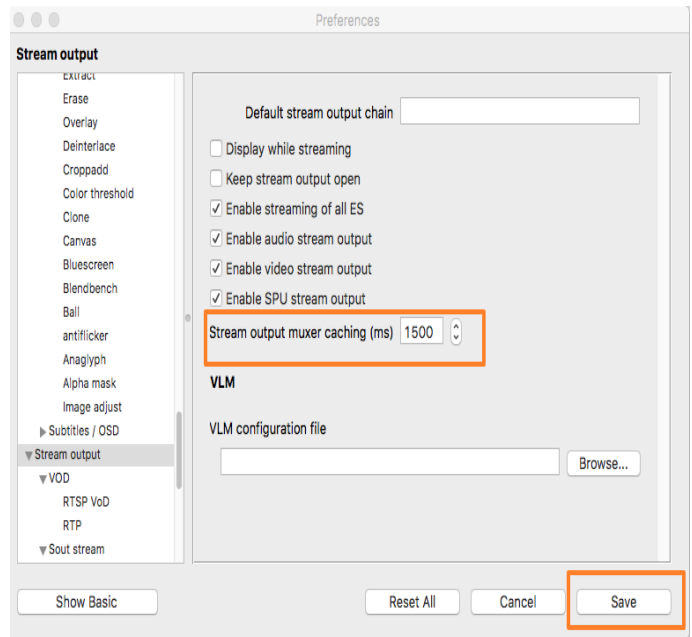 Preferences
Stream output
Extract
Erase
Overlay
Deinterlace
Croppadd
Color threshold
Clone
Canvas
Bluescreen
Blendbench
Ball
antiflicker
Anaglyph
Alpha mask
Image adjust
Subtitles / OSD
Stream output
VOD
RTSP VoD
RTP
Sout stream
Default stream output chain
Display while streaming
Keep stream output open
Enable streaming of all ES
Enable audio stream output
Enable video stream output
Enable SPU stream output
Stream output muxer caching (ms) 1500
VLM
VLM configuration file
Browse...
Show Basic Reset All Cancel Save